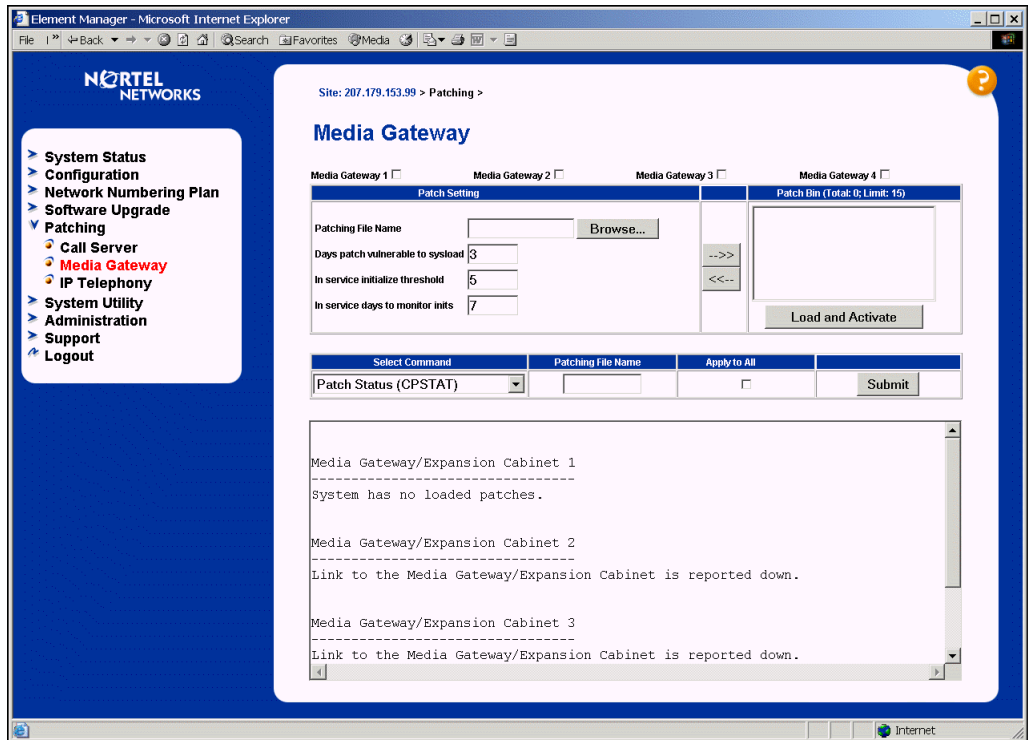 Element Manager - Microsoft Internet Explorer
File
Back
Search
Favorites
Media
NORTEL
NETWORKS
System Status
Configuration
Network Numbering Plan
Software Upgrade
Patching
Call Server
Media Gateway
IP Telephony
System Utility
Administration
Support
Logout
?
Site: 207.179.153.99 > Patching >
Media Gateway
Media Gateway 1 Media Gateway 2 Media Gateway 3 Media Gateway 4
Patch Setting
Patch Bin (Total: 0; Limit: 15)
Patching File Name Browse...
Days patch vulnerable to sysload 3
In service initialize threshold 5
In service days to monitor inits 7
-->>
<<--
Load and Activate
Select Command Patching File Name Apply to All
Patch Status (CPSTAT) Submit
Media Gateway/Expansion Cabinet 1
---------------------------------
System has no loaded patches.
Media Gateway/Expansion Cabinet 2
---------------------------------
Link to the Media Gateway/Expansion Cabinet is reported down.
Media Gateway/Expansion Cabinet 3
---------------------------------
Link to the Media Gateway/Expansion Cabinet is reported down.
Internet